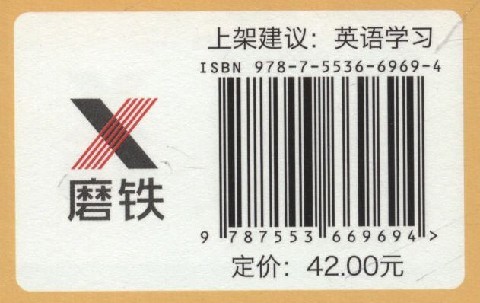 上架建议：英语学习
ISBN 978-7-5536-6969-4
磨铁
9 787553 669694 >
定价：42.00元